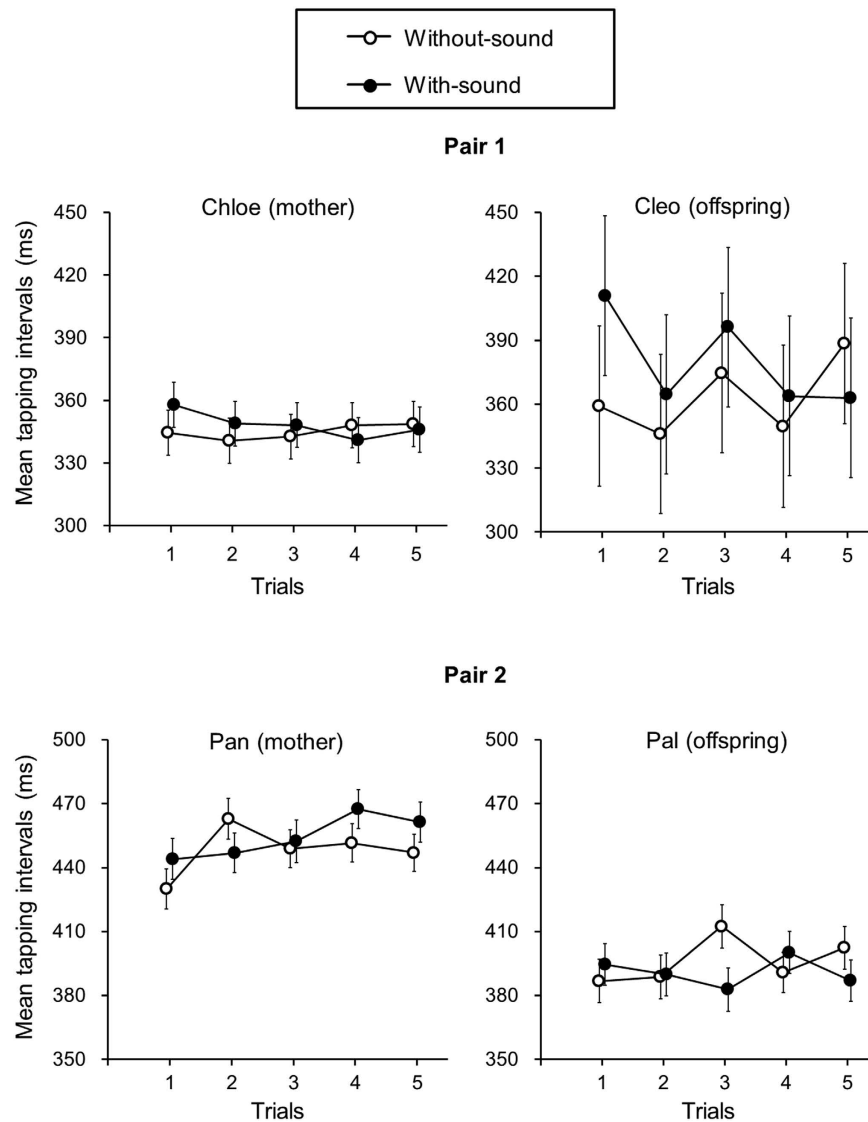 Without-sound
With-sound
Pair 1
Chloe (mother)
Mean tapping intervals (ms)
450
420
390
360
330
300
1 2 3 4 5
Trials
Cleo (offspring)
450
420
390
360
330
300
1 2 3 4 5
Trials
Pair 2
Pan (mother)
Mean tapping intervals (ms)
500
470
440
410
380
350
1 2 3 4 5
Trials
Pal (offspring)
500
470
440
410
380
350
1 2 3 4 5
Trials